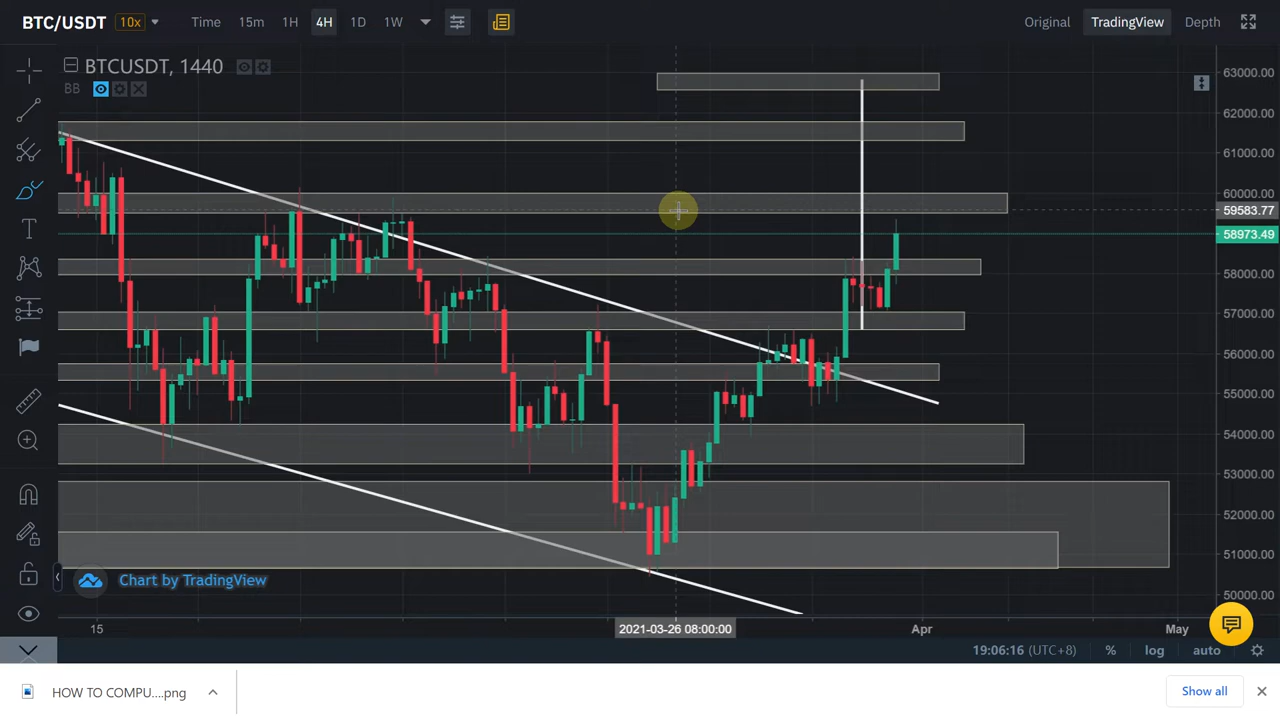 BTC/USDT 10x Time 15m 1H 4H 1D 1W Original TradingView Depth
BTCUSDT, 1440
BB
63000.00
62000.00
61000.00
60000.00
59583.77
58973.49
58000.00
57000.00
56000.00
55000.00
54000.00
53000.00
52000.00
51000.00
50000.00
Chart by TradingView
15 2021-03-26 08:00:00 Apr May
19:06:16 (UTC+8) % log auto
HOW TO COMPU....png Show all